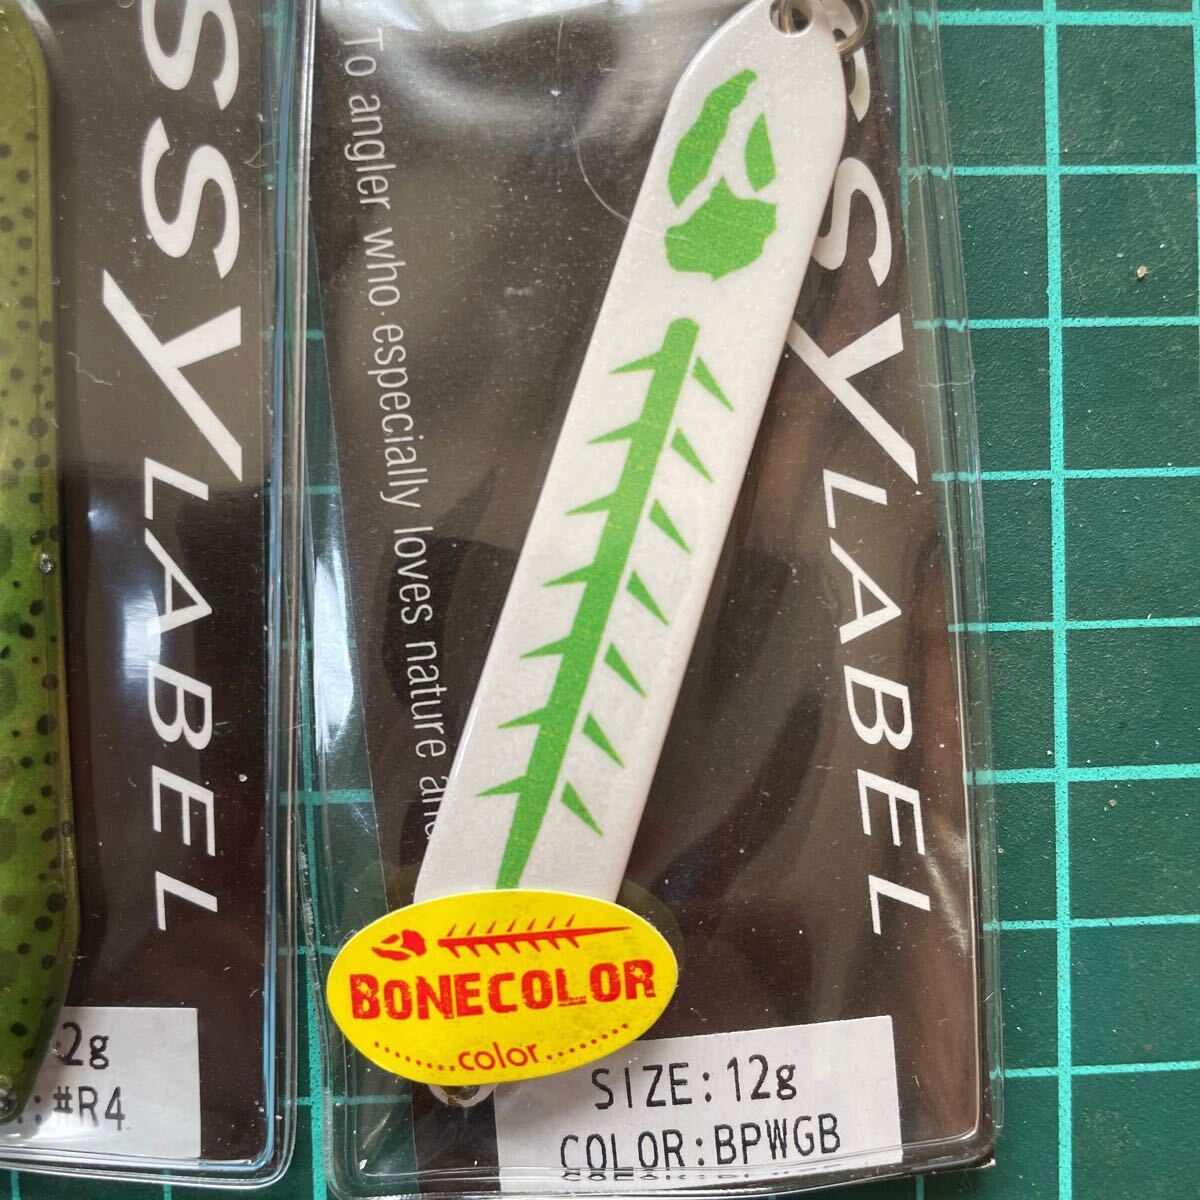 SSY LABEL
2g
:#R4
To angler who especially loves nature and
SSY LABEL
BONECOLOR
color
SIZE:12g
COLOR:BPWGB